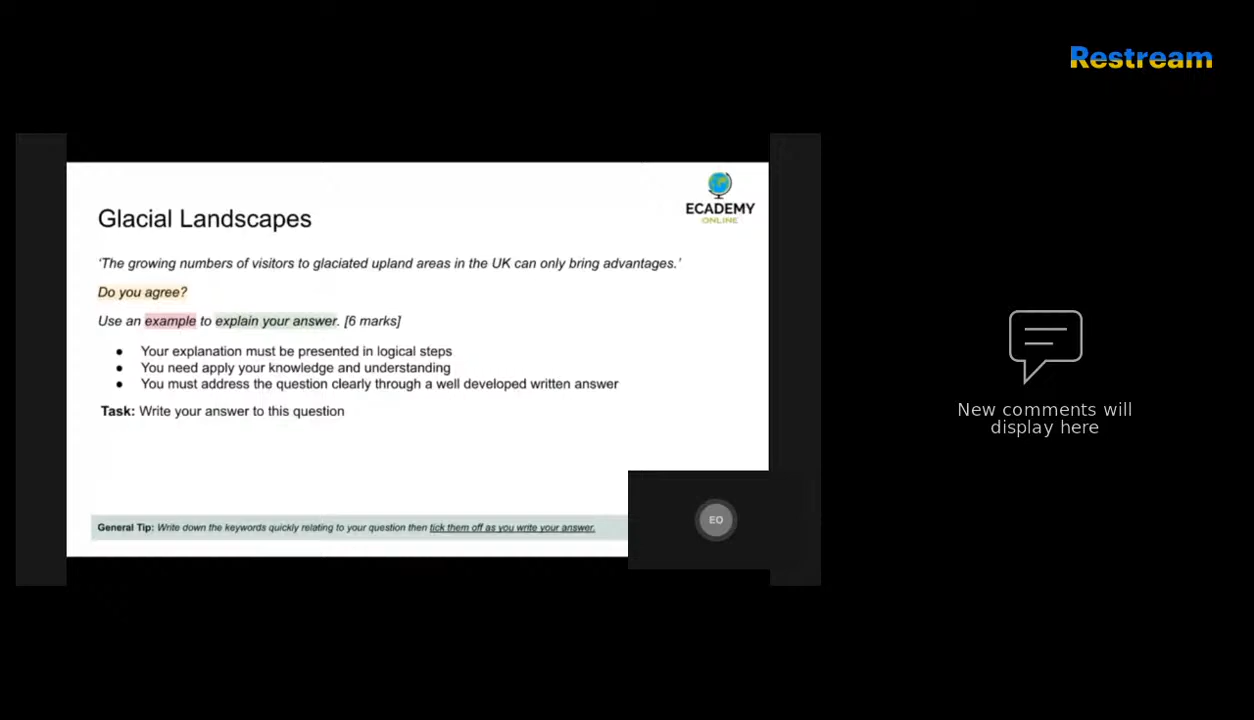 Restream
ECADEMY
ONLINE
Glacial Landscapes
‘The growing numbers of visitors to glaciated upland areas in the UK can only bring advantages.’
Do you agree?
Use an example to explain your answer. [6 marks]
● Your explanation must be presented in logical steps
● You need apply your knowledge and understanding
● You must address the question clearly through a well developed written answer
Task: Write your answer to this question
General Tip: Write down the keywords quickly relating to your question then tick them off as you write your answer.
EO
New comments will
display here